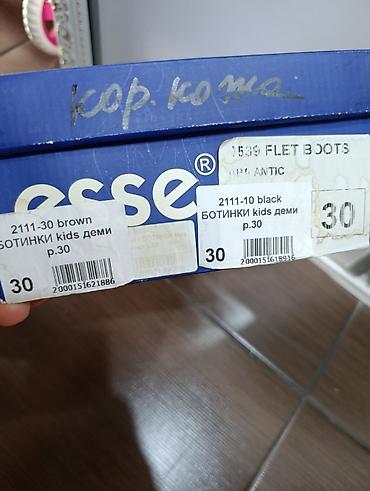 кор. кожа
esse®
1539 FLET BOOTS
ANTIC
30
2111-30 brown
БОТИНКИ kids деми
р.30
30
2000151621886
2111-10 black
БОТИНКИ kids деми
р.30
30
2000151618916